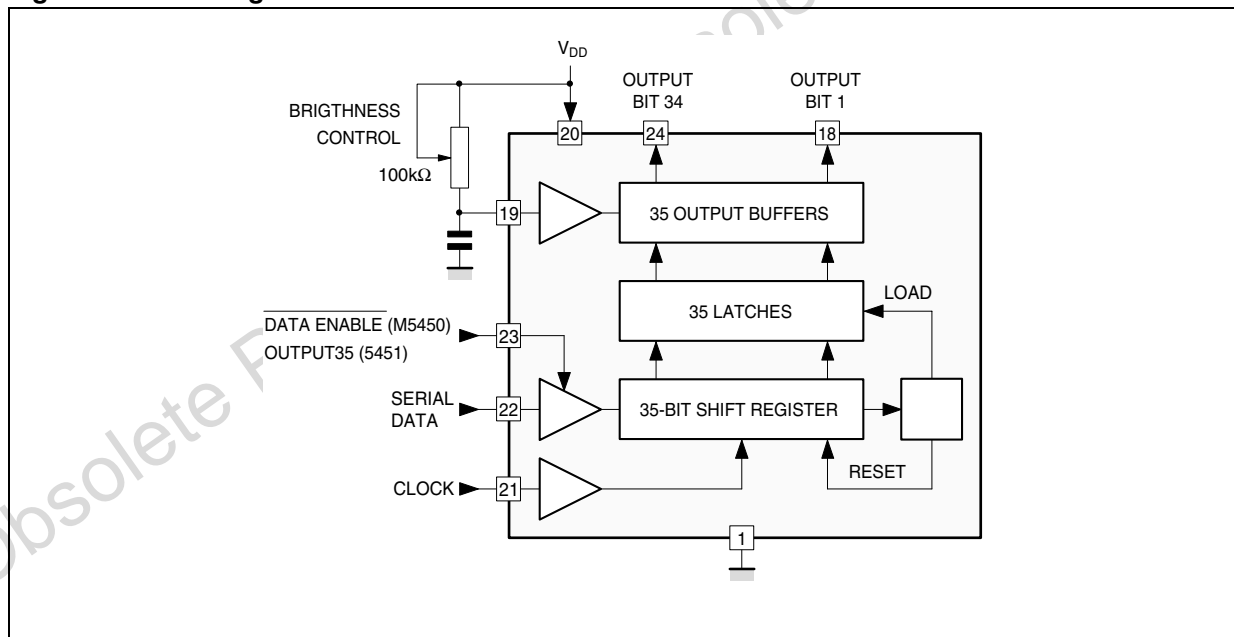 V_DD
OUTPUT
BIT 34
OUTPUT
BIT 1
BRIGTHNESS
CONTROL
20
24
18
100kΩ
19
35 OUTPUT BUFFERS
LOAD
35 LATCHES
DATA ENABLE (M5450)
23
OUTPUT35 (5451)
SERIAL
DATA
22
35-BIT SHIFT REGISTER
RESET
CLOCK
21
1
Obsolete